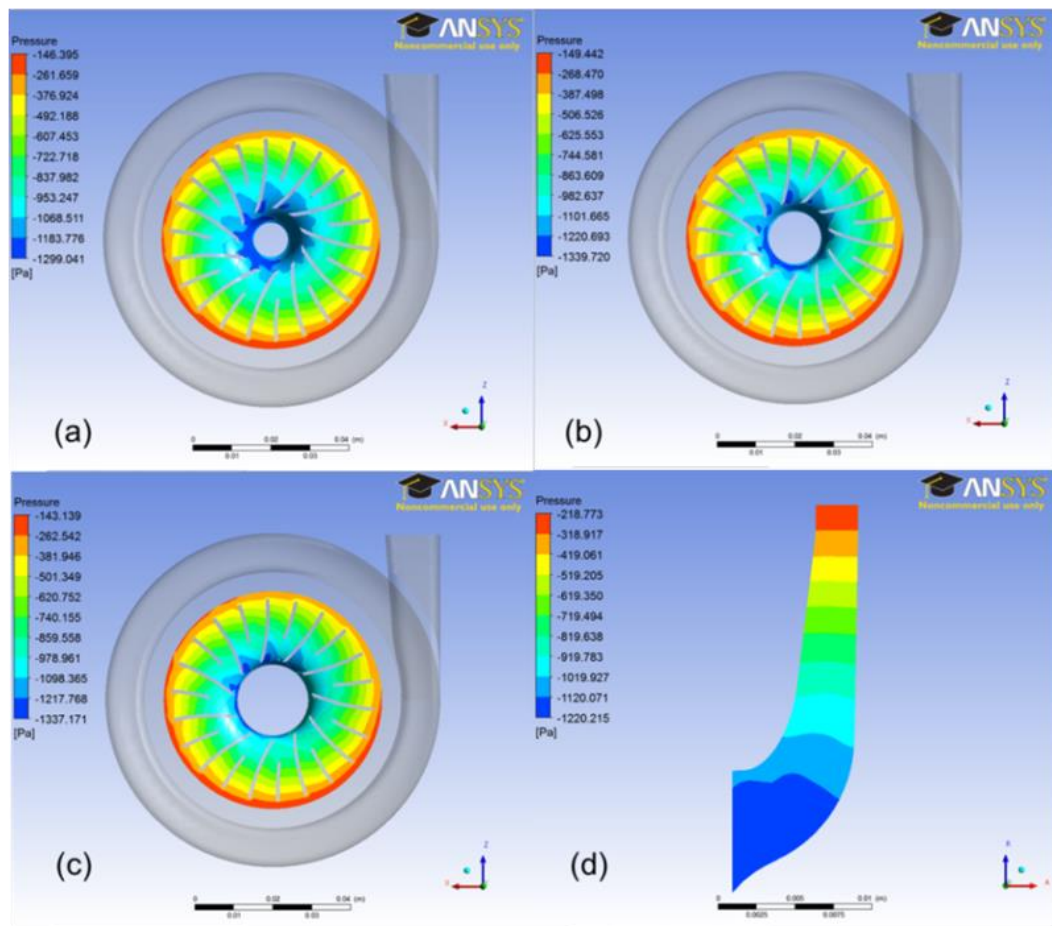 ANSYS
Noncommercial use only
Pressure
-146.395
-261.659
-376.924
-492.188
-607.453
-722.718
-837.982
-953.247
-1068.511
-1183.776
-1299.041
[Pa]
(a)
0 0.02 0.04 (m)
0.01 0.03
Z
X
ANSYS
Noncommercial use only
Pressure
-149.442
-268.470
-387.498
-506.526
-625.553
-744.581
-863.609
-982.637
-1101.665
-1220.693
-1339.720
[Pa]
(b)
0 0.02 0.04 (m)
0.01 0.03
Z
X
ANSYS
Noncommercial use only
Pressure
-143.139
-262.542
-381.946
-501.349
-620.752
-740.155
-859.558
-978.961
-1098.365
-1217.768
-1337.171
[Pa]
(c)
0 0.02 0.04 (m)
0.01 0.03
Z
X
ANSYS
Noncommercial use only
Pressure
-218.773
-318.917
-419.061
-519.205
-619.350
-719.494
-819.638
-919.783
-1019.927
-1120.071
-1220.215
[Pa]
(d)
0 0.005 0.01 (m)
0.0025 0.0075
R
A